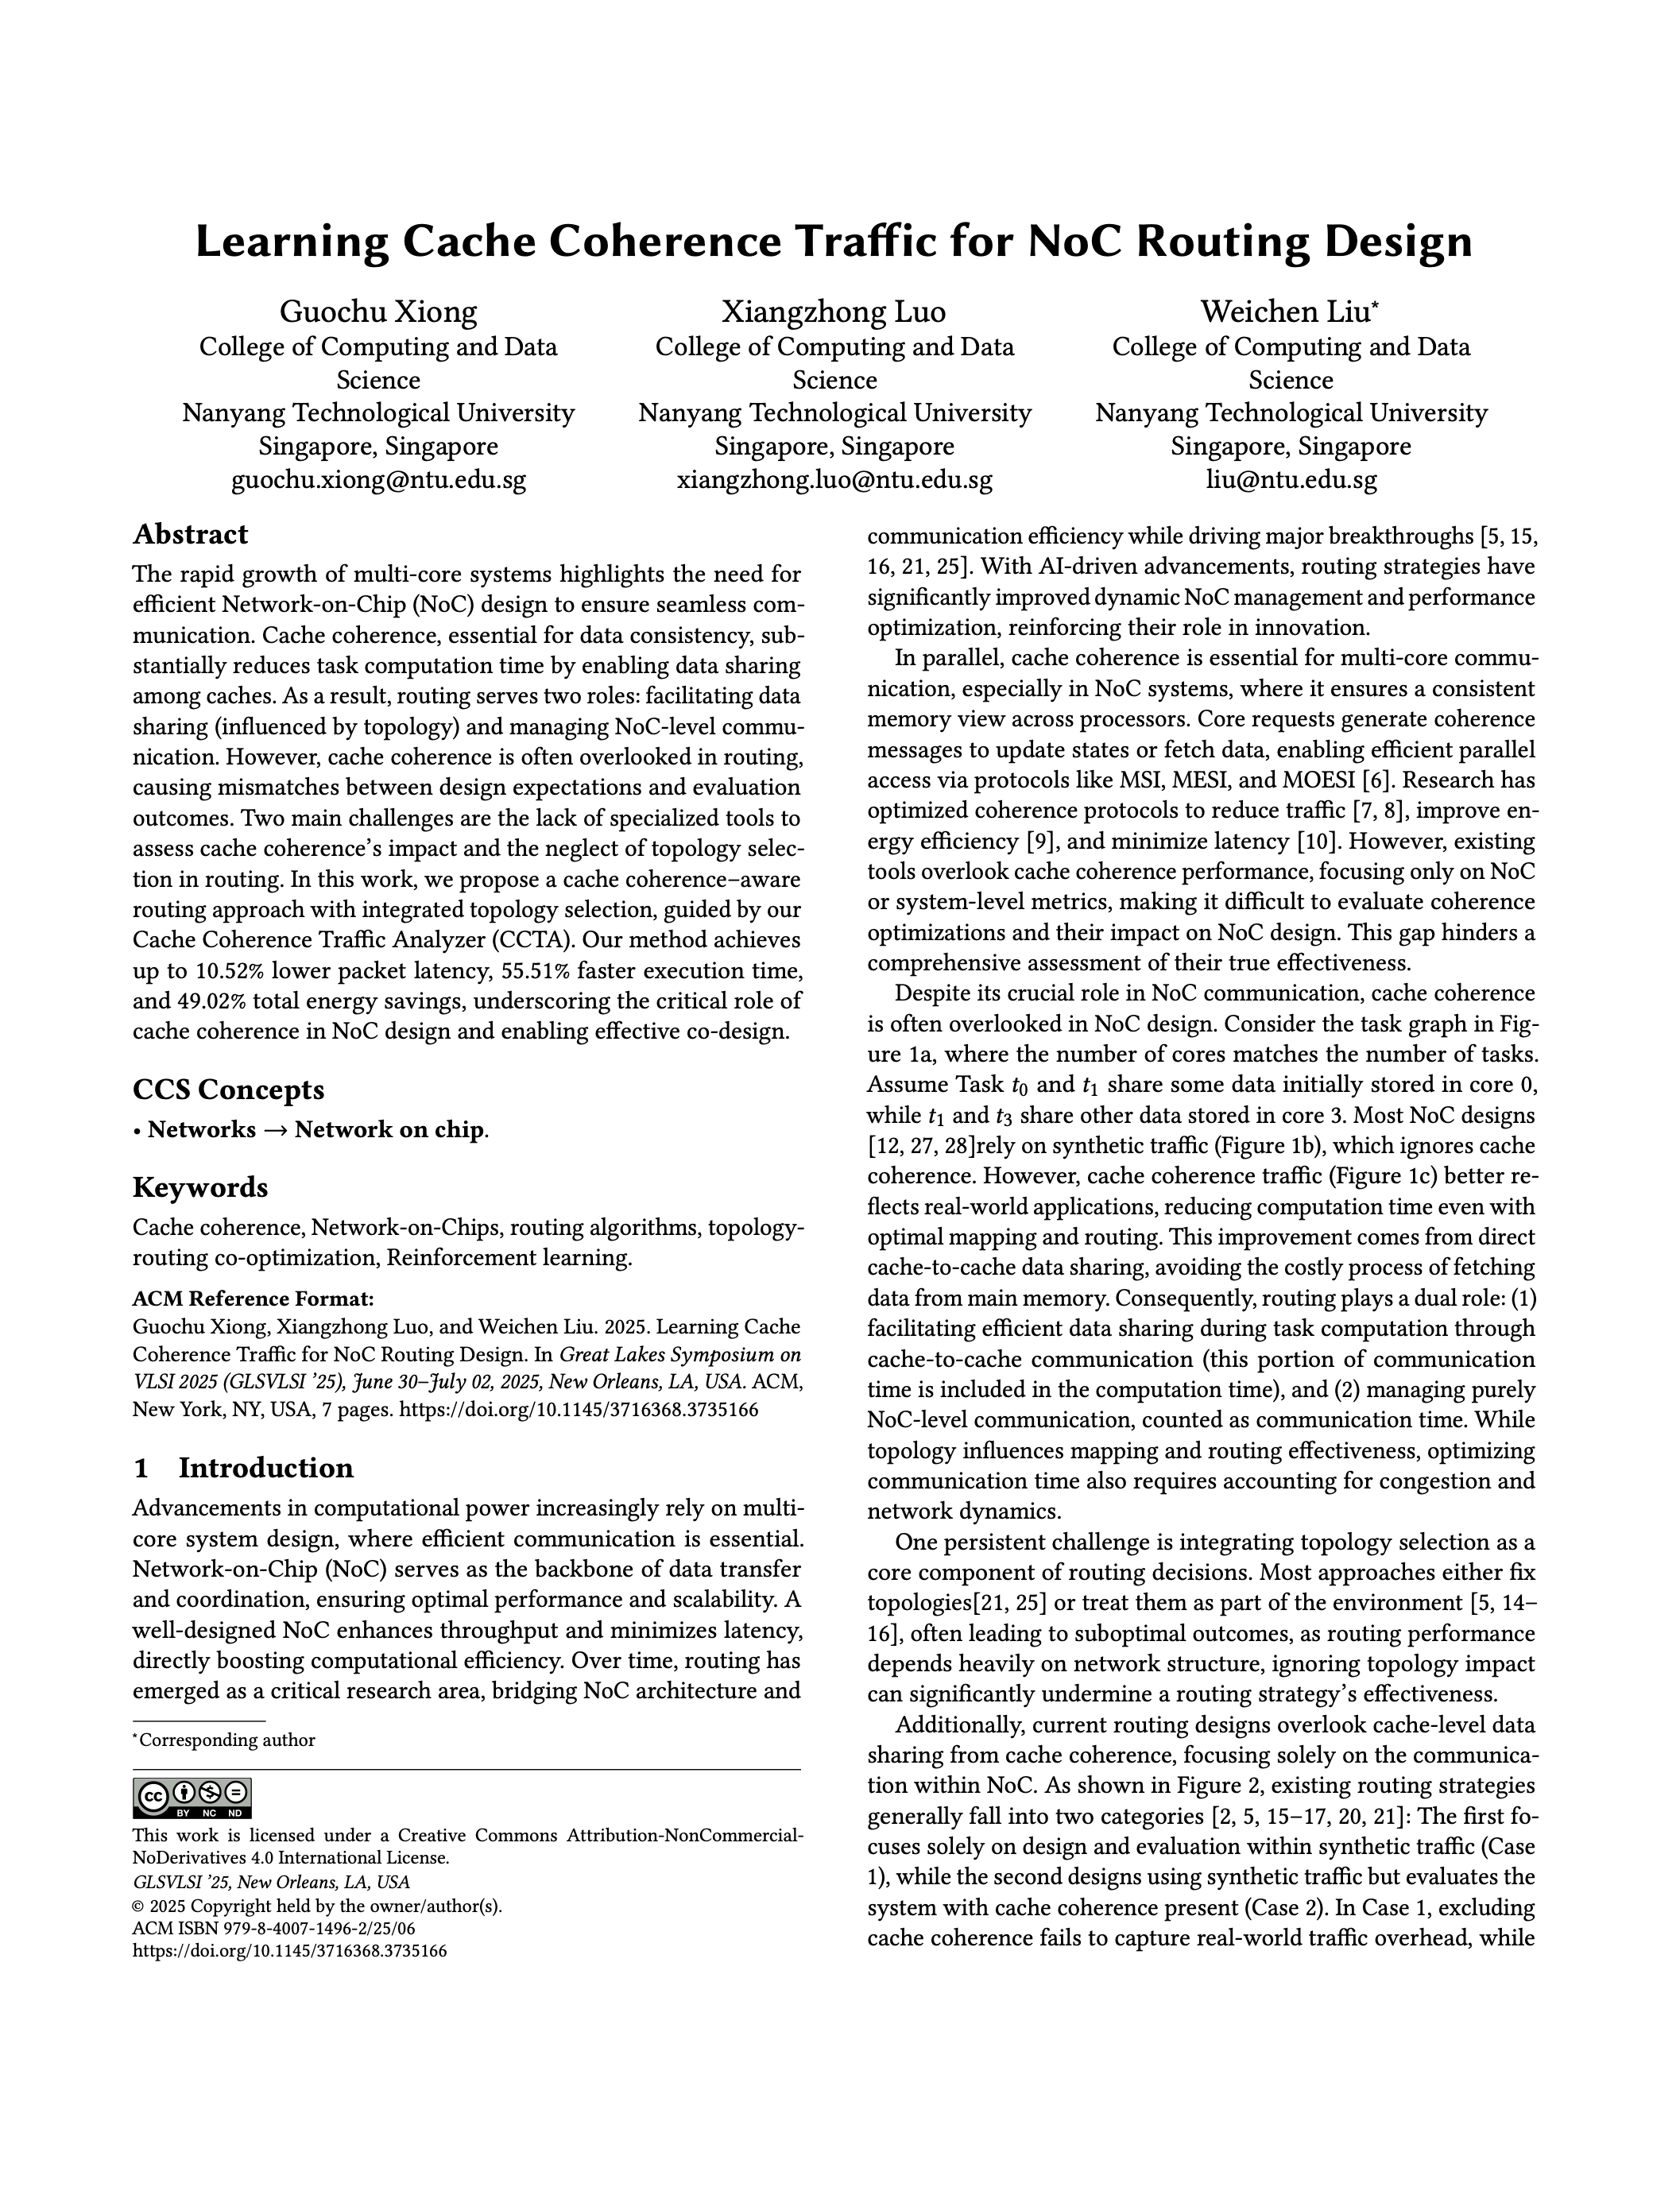 Learning Cache Coherence Traffic for NoC Routing Design
Guochu Xiong
College of Computing and Data
Science
Nanyang Technological University
Singapore, Singapore
guochu.xiong@ntu.edu.sg
Xiangzhong Luo
College of Computing and Data
Science
Nanyang Technological University
Singapore, Singapore
xiangzhong.luo@ntu.edu.sg
Weichen Liu*
College of Computing and Data
Science
Nanyang Technological University
Singapore, Singapore
liu@ntu.edu.sg
Abstract
The rapid growth of multi-core systems highlights the need for
efficient Network-on-Chip (NoC) design to ensure seamless com-
munication. Cache coherence, essential for data consistency, sub-
stantially reduces task computation time by enabling data sharing
among caches. As a result, routing serves two roles: facilitating data
sharing (influenced by topology) and managing NoC-level commu-
nication. However, cache coherence is often overlooked in routing,
causing mismatches between design expectations and evaluation
outcomes. Two main challenges are the lack of specialized tools to
assess cache coherence's impact and the neglect of topology selec-
tion in routing. In this work, we propose a cache coherence–aware
routing approach with integrated topology selection, guided by our
Cache Coherence Traffic Analyzer (CCTA). Our method achieves
up to 10.52% lower packet latency, 55.51% faster execution time,
and 49.02% total energy savings, underscoring the critical role of
cache coherence in NoC design and enabling effective co-design.
CCS Concepts
• Networks → Network on chip.
Keywords
Cache coherence, Network-on-Chips, routing algorithms, topology-
routing co-optimization, Reinforcement learning.
ACM Reference Format:
Guochu Xiong, Xiangzhong Luo, and Weichen Liu. 2025. Learning Cache
Coherence Traffic for NoC Routing Design. In Great Lakes Symposium on
VLSI 2025 (GLSVLSI '25), June 30–July 02, 2025, New Orleans, LA, USA. ACM,
New York, NY, USA, 7 pages. https://doi.org/10.1145/3716368.3735166
1 Introduction
Advancements in computational power increasingly rely on multi-
core system design, where efficient communication is essential.
Network-on-Chip (NoC) serves as the backbone of data transfer
and coordination, ensuring optimal performance and scalability. A
well-designed NoC enhances throughput and minimizes latency,
directly boosting computational efficiency. Over time, routing has
emerged as a critical research area, bridging NoC architecture and
*Corresponding author
cc BY NC ND
This work is licensed under a Creative Commons Attribution-NonCommercial-
NoDerivatives 4.0 International License.
GLSVLSI '25, New Orleans, LA, USA
© 2025 Copyright held by the owner/author(s).
ACM ISBN 979-8-4007-1496-2/25/06
https://doi.org/10.1145/3716368.3735166
communication efficiency while driving major breakthroughs [5, 15,
16, 21, 25]. With AI-driven advancements, routing strategies have
significantly improved dynamic NoC management and performance
optimization, reinforcing their role in innovation.
In parallel, cache coherence is essential for multi-core commu-
nication, especially in NoC systems, where it ensures a consistent
memory view across processors. Core requests generate coherence
messages to update states or fetch data, enabling efficient parallel
access via protocols like MSI, MESI, and MOESI [6]. Research has
optimized coherence protocols to reduce traffic [7, 8], improve en-
ergy efficiency [9], and minimize latency [10]. However, existing
tools overlook cache coherence performance, focusing only on NoC
or system-level metrics, making it difficult to evaluate coherence
optimizations and their impact on NoC design. This gap hinders a
comprehensive assessment of their true effectiveness.
Despite its crucial role in NoC communication, cache coherence
is often overlooked in NoC design. Consider the task graph in Fig-
ure 1a, where the number of cores matches the number of tasks.
Assume Task t0 and t1 share some data initially stored in core 0,
while t1 and t3 share other data stored in core 3. Most NoC designs
[12, 27, 28]rely on synthetic traffic (Figure 1b), which ignores cache
coherence. However, cache coherence traffic (Figure 1c) better re-
flects real-world applications, reducing computation time even with
optimal mapping and routing. This improvement comes from direct
cache-to-cache data sharing, avoiding the costly process of fetching
data from main memory. Consequently, routing plays a dual role: (1)
facilitating efficient data sharing during task computation through
cache-to-cache communication (this portion of communication
time is included in the computation time), and (2) managing purely
NoC-level communication, counted as communication time. While
topology influences mapping and routing effectiveness, optimizing
communication time also requires accounting for congestion and
network dynamics.
One persistent challenge is integrating topology selection as a
core component of routing decisions. Most approaches either fix
topologies[21, 25] or treat them as part of the environment [5, 14–
16], often leading to suboptimal outcomes, as routing performance
depends heavily on network structure, ignoring topology impact
can significantly undermine a routing strategy's effectiveness.
Additionally, current routing designs overlook cache-level data
sharing from cache coherence, focusing solely on the communica-
tion within NoC. As shown in Figure 2, existing routing strategies
generally fall into two categories [2, 5, 15–17, 20, 21]: The first fo-
cuses solely on design and evaluation within synthetic traffic (Case
1), while the second designs using synthetic traffic but evaluates the
system with cache coherence present (Case 2). In Case 1, excluding
cache coherence fails to capture real-world traffic overhead, while